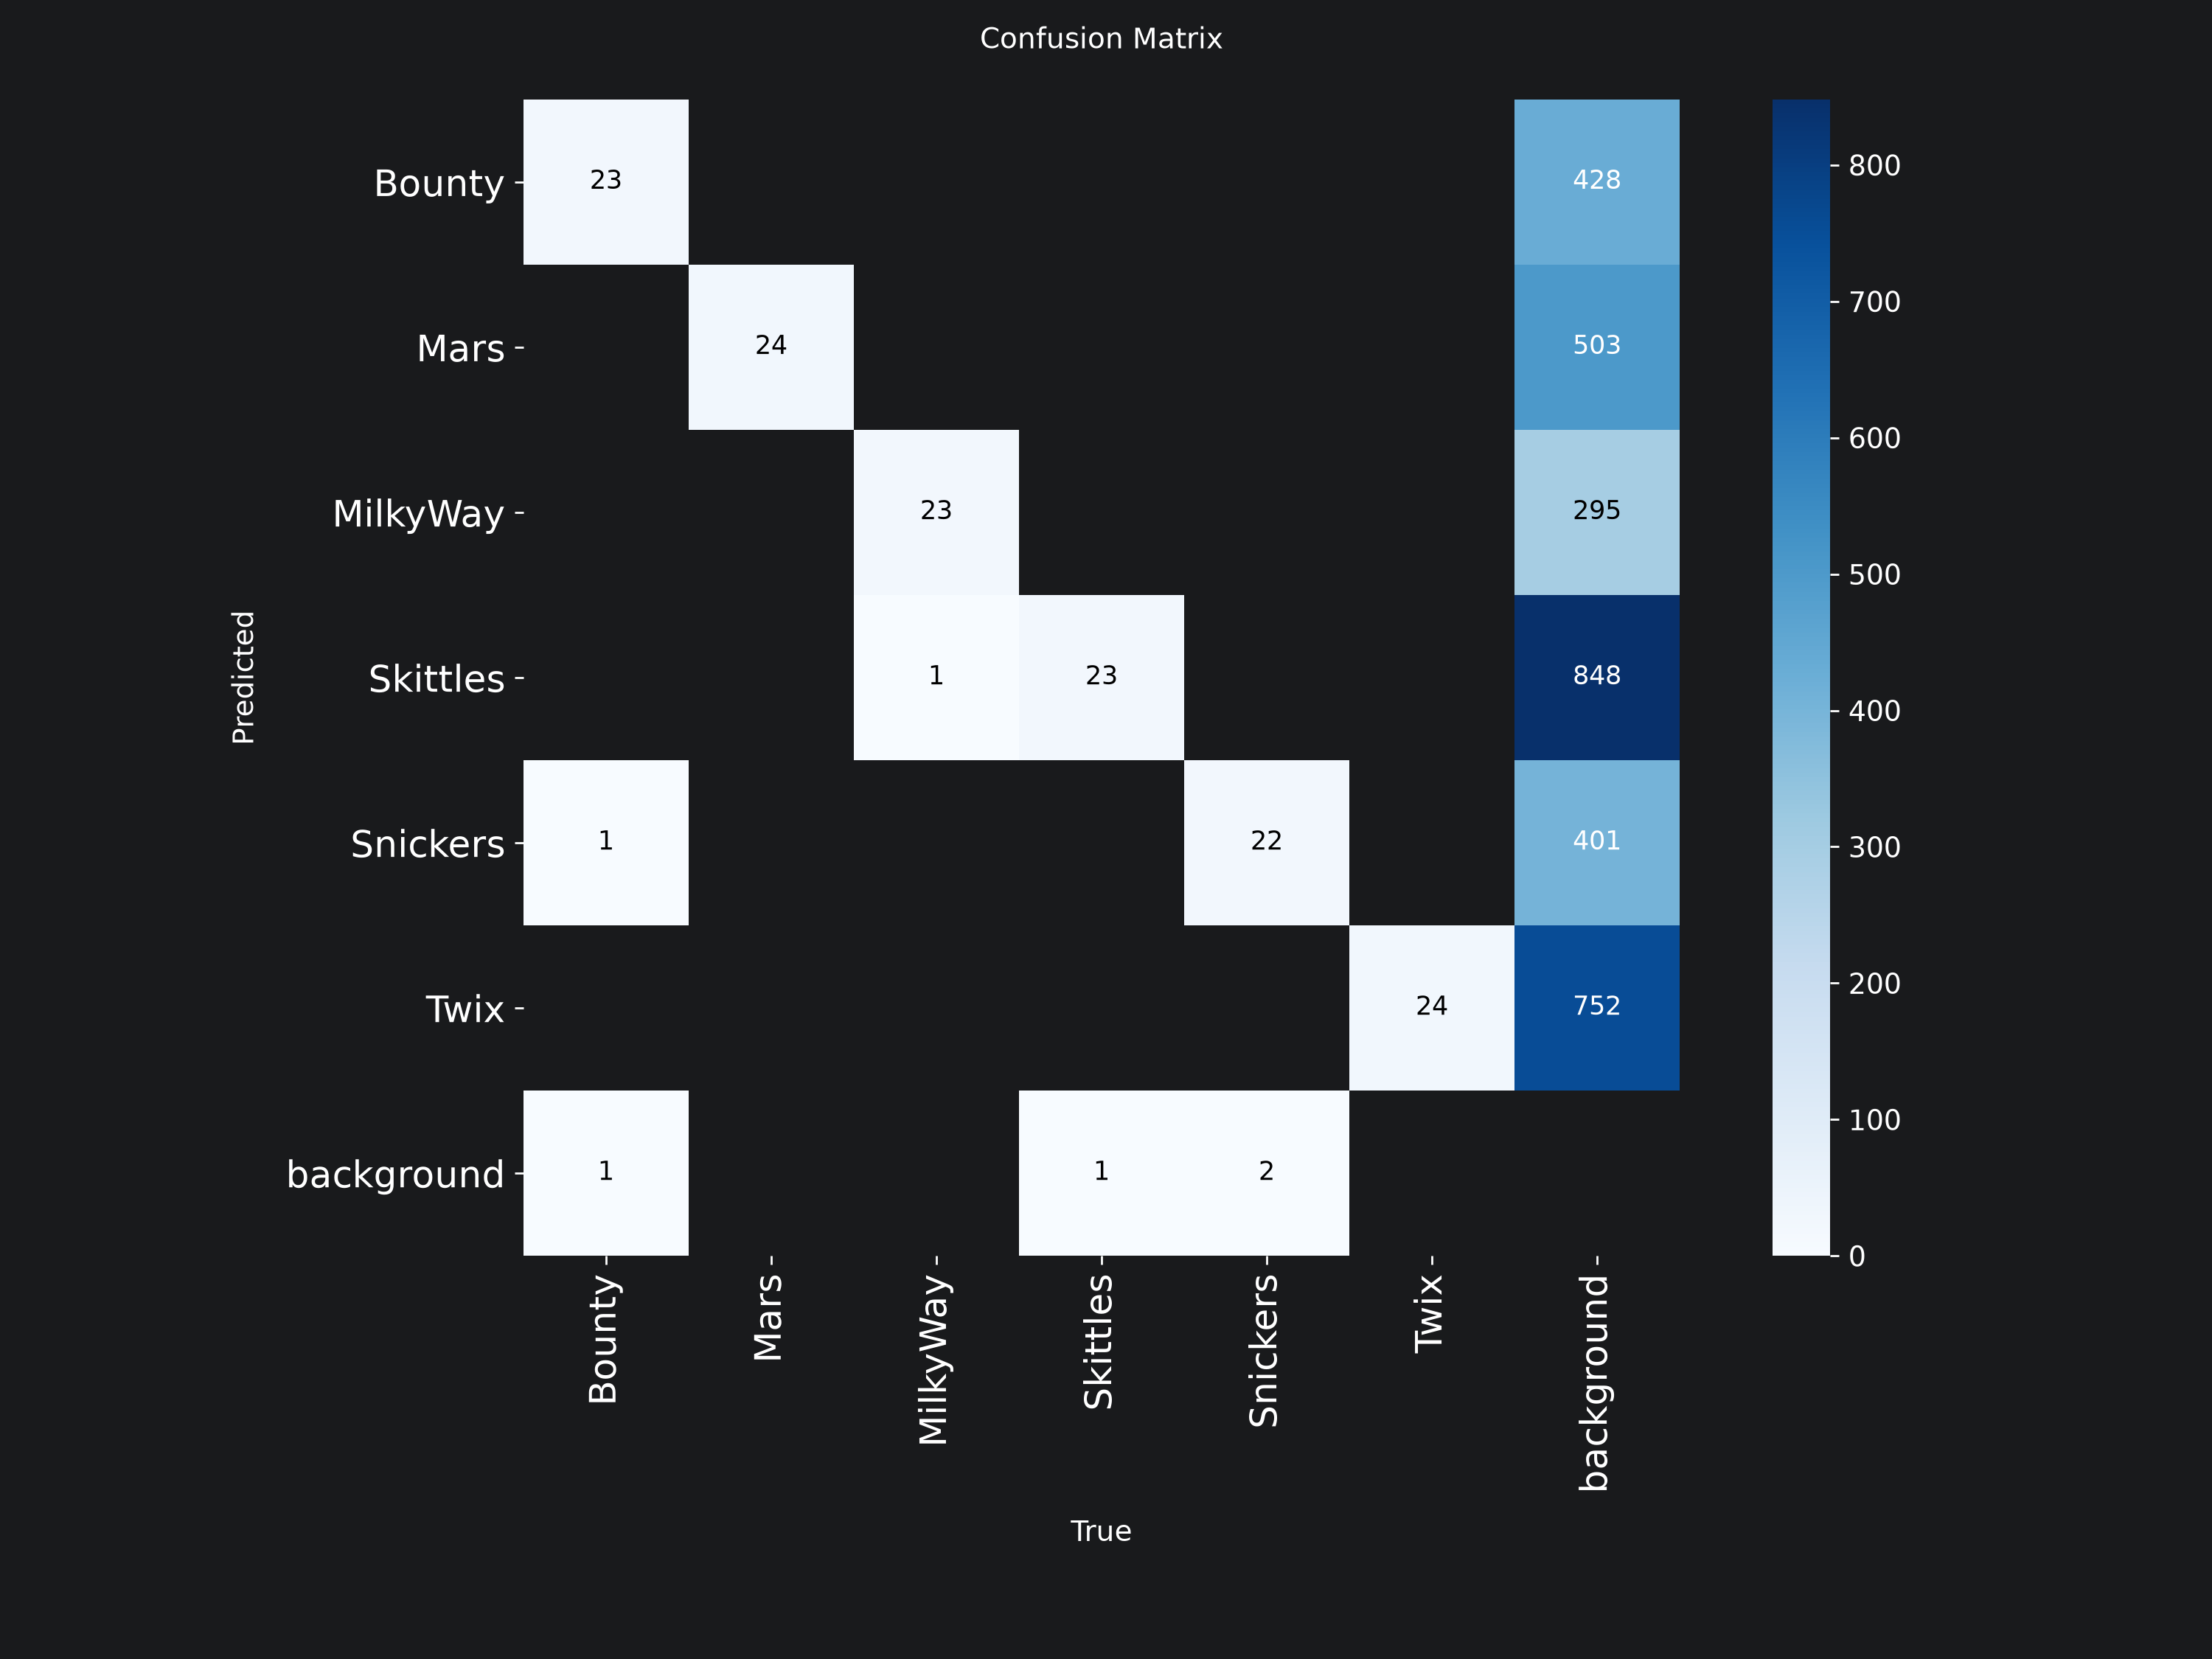 Confusion Matrix
Bounty 23 428 800
700
Mars 24 503
600
MilkyWay 23 295
500
Predicted
Skittles 1 23 848
400
Snickers 1 22 401
300
200
Twix 24 752
100
background 1 1 2
0
Bounty Mars MilkyWay Skittles Snickers Twix background
True